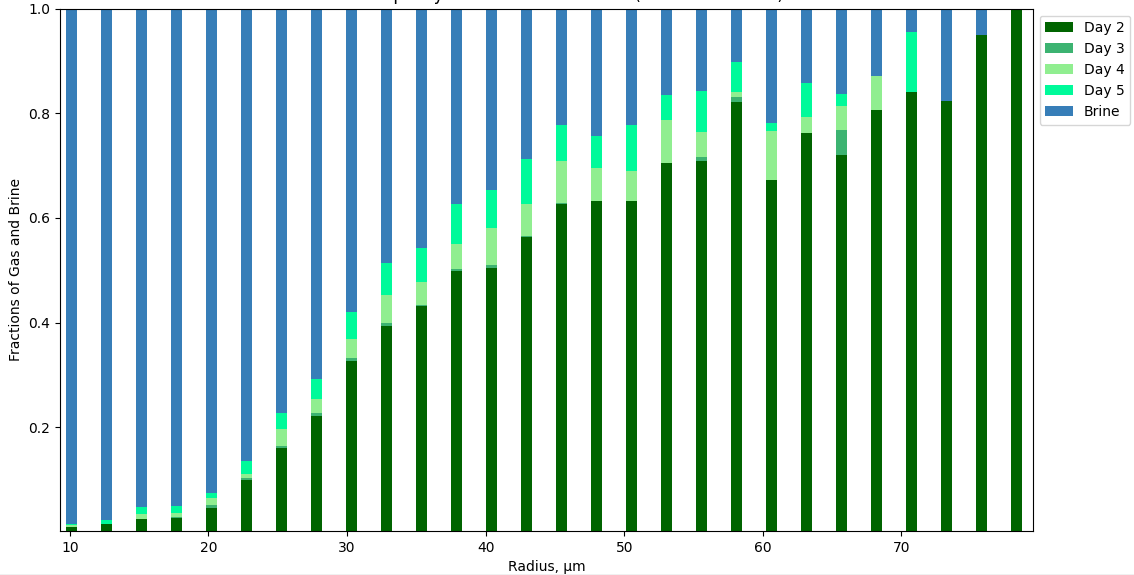 1.0
0.8
0.6
0.4
0.2
Fractions of Gas and Brine
10 20 30 40 50 60 70
Radius, μm
Day 2
Day 3
Day 4
Day 5
Brine